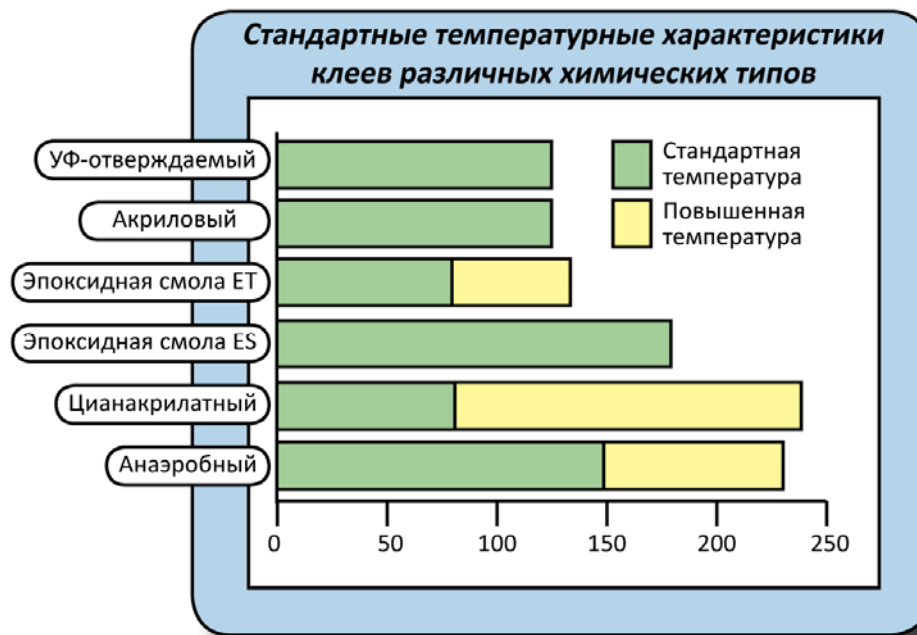 Стандартные температурные характеристики
клеев различных химических типов
УФ-отверждаемый
Акриловый
Эпоксидная смола ET
Эпоксидная смола ES
Цианакрилатный
Анаэробный
Стандартная
температура
Повышенная
температура
0 50 100 150 200 250